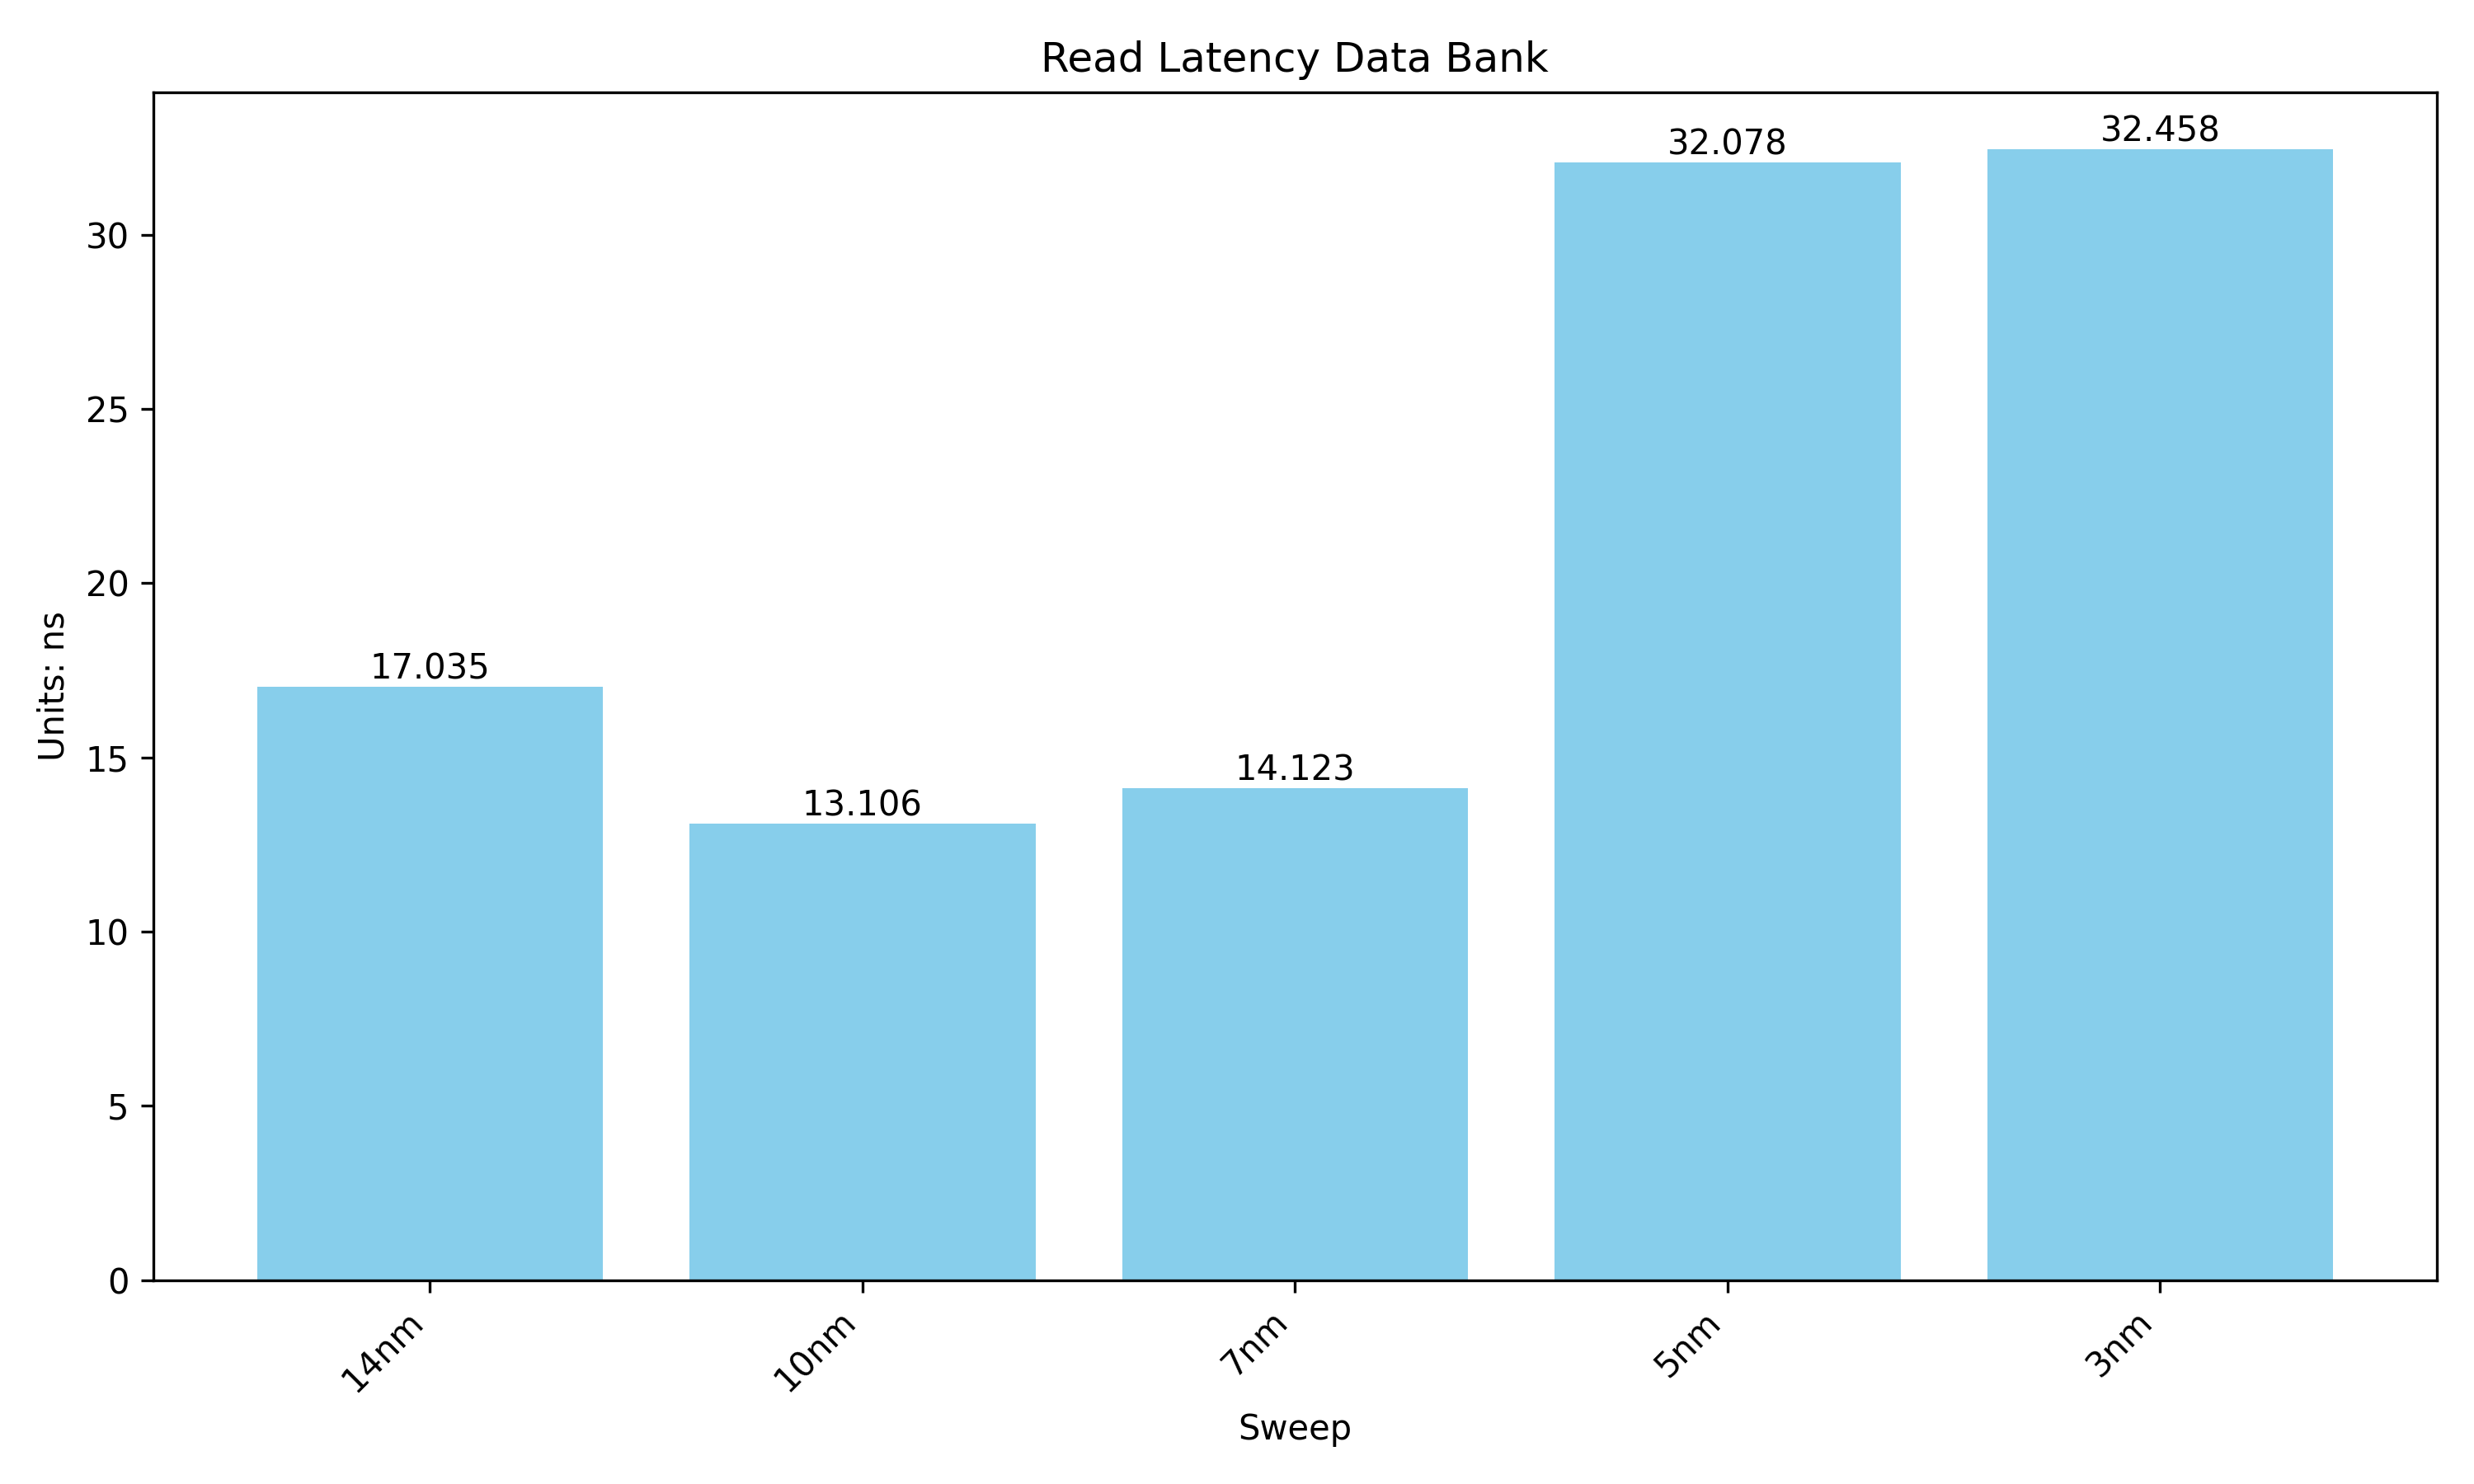 Read Latency Data Bank
Units: ns
30
25
20
15
10
5
0
17.035
13.106
14.123
32.078
32.458
14nm
10nm
7nm
5nm
3nm
Sweep